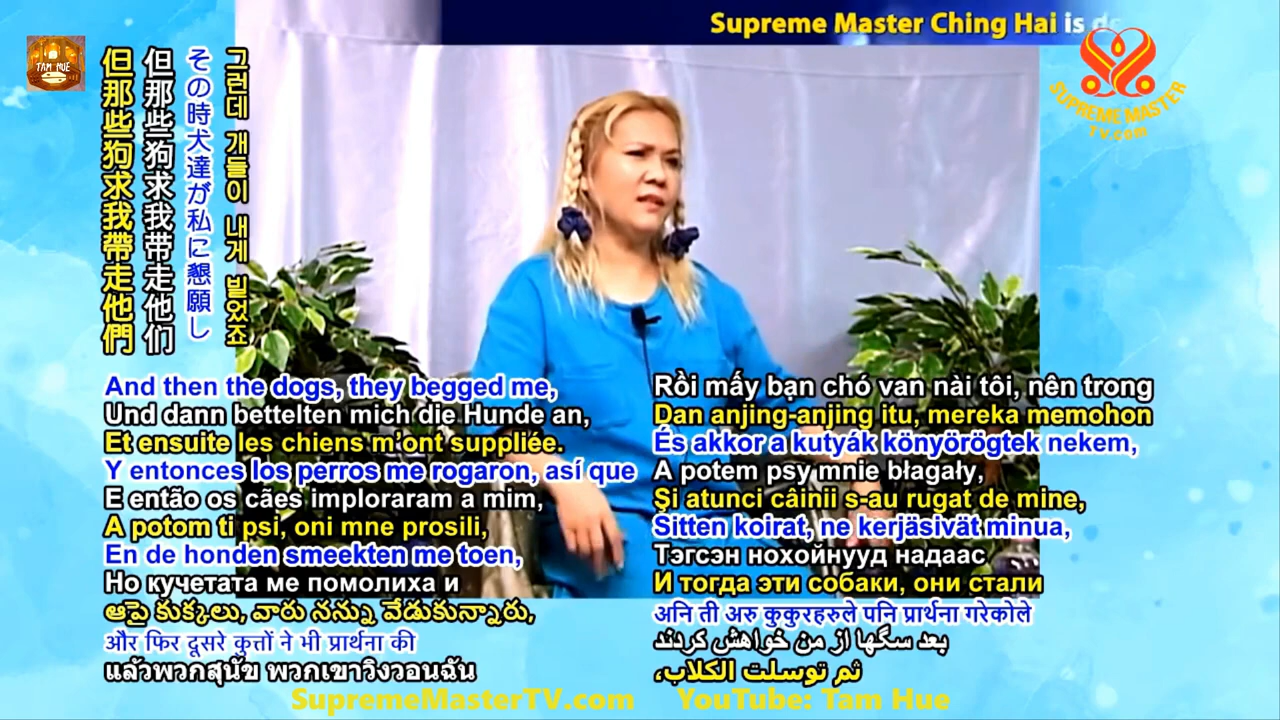 Supreme Master Ching Hai is
TAM HUE
SUPREME MASTER
TV.com
但那些狗求我帶走他們
但那些狗求我带走他们
その時犬達が私に懇願し
그런데 개들이 내게 빌었죠
And then the dogs, they begged me,
Und dann bettelten mich die Hunde an,
Et ensuite les chiens m'ont suppliée.
Y entonces los perros me rogaron, así que
E então os cães imploraram a mim,
A potom ti psi, oni mne prosili,
En de honden smeekten me toen,
Но кучетата ме помолиха и
ఆపై కుక్కలు, వారు నన్ను వేడుకున్నారు,
और फिर दूसरे कुत्तों ने भी प्रार्थना की
แล้วพวกสุนัข พวกเขาวิงวอนฉัน
Rồi mấy bạn chó van nài tôi, nên trong
Dan anjing-anjing itu, mereka memohon
És akkor a kutyák könyörögtek nekem,
A potem psy mnie błagały,
Şi atunci câinii s-au rugat de mine,
Sitten koirat, ne kerjäsivät minua,
Тэгсэн нохойнууд надаас
И тогда эти собаки, они стали
अनि ती अरु कुकुरहरुले पनि प्रार्थना गरेकोले
بعد سگها از من خواهش کردند
ثم توسلت الكلاب،
SupremeMasterTV.com YouTube: Tam Hue